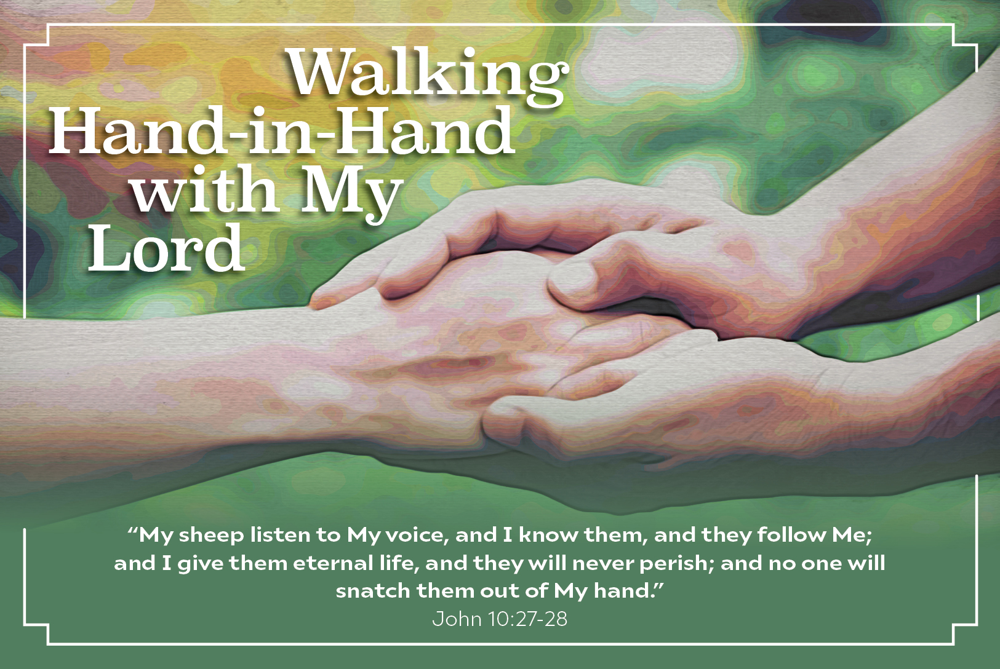 Walking
Hand-in-Hand
with My
Lord
“My sheep listen to My voice, and I know them, and they follow Me;
and I give them eternal life, and they will never perish; and no one will
snatch them out of My hand.”
John 10:27-28